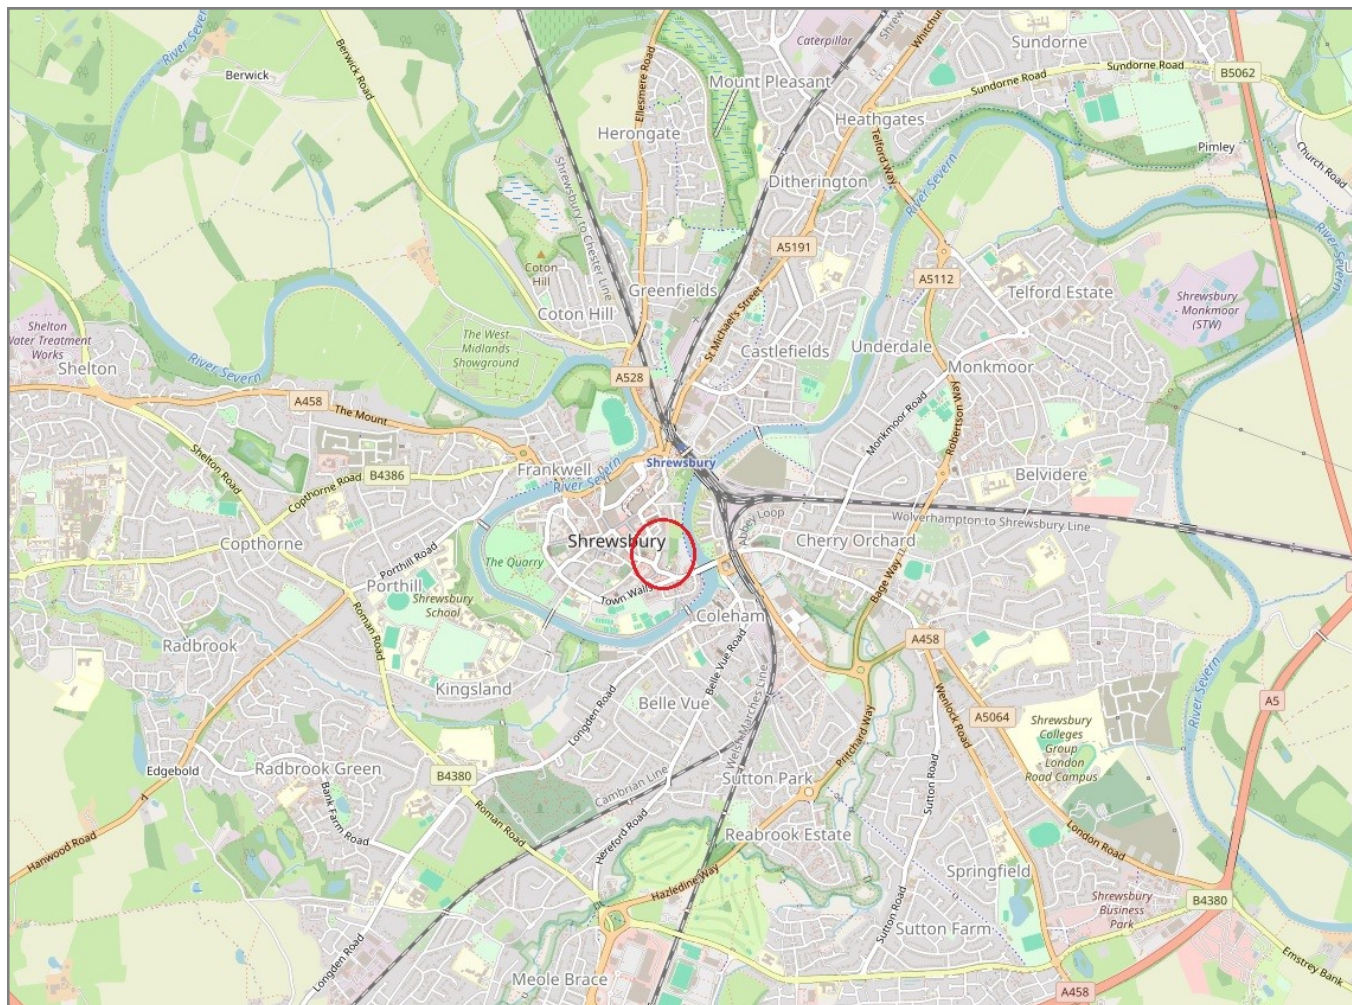 River Severn
Berwick
Berwick Road
Ellesmere Road
Caterpillar
Whitchurch
Sundorne
Sundorne Road
Sundorne Road
B5062
Mount Pleasant
Herongate
Heathgates
Telford Way
Pimley
Church Road
Shrewsbury to Chester Line
Ditherington
River Severn
A5191
River Severn
Coton
Hill
Greenfields
Coton Hill
A5112
Telford Estate
Shrewsbury
- Monkmoor
(STW)
Shelton
Water Treatment
Works
Shelton
River Severn
The West
Midlands
Showground
St Michael's Street
Castlefields
Underdale
Monkmoor
A528
A458
The Mount
Robertson Way
Monkmoor Road
Shelton Road
Frankwell
Shrewsbury
River Severn
B4386
Copthorne Road
Belvidere
Wolverhampton to Shrewsbury Line
Abbey Loop
Cherry Orchard
Shrewsbury
Copthorne
Porthill Road
The Quarry
Porthill
Shrewsbury
School
Town Walls
Coleham
Bage Way
Roman Road
Radbrook
A458
Kingsland
Belle Vue Road
Belle Vue
Longden Road
Welsh Marches Line
Wenlock Road
River Severn
A5
A5064
Shrewsbury
Colleges
Group
London
Road Campus
Pritchard Way
Edgebold
Radbrook Green
B4380
Cambrian Line
Sutton Park
Sutton Road
Bank Farm Road
Roman Road
Hereford Road
Reabrook Estate
London Road
Hanwood Road
Hazledine Way
Springfield
Shrewsbury
Business
Park
B4380
Sutton Road
Sutton Farm
Longden Road
Meole Brace
Emstrey Bank
A458